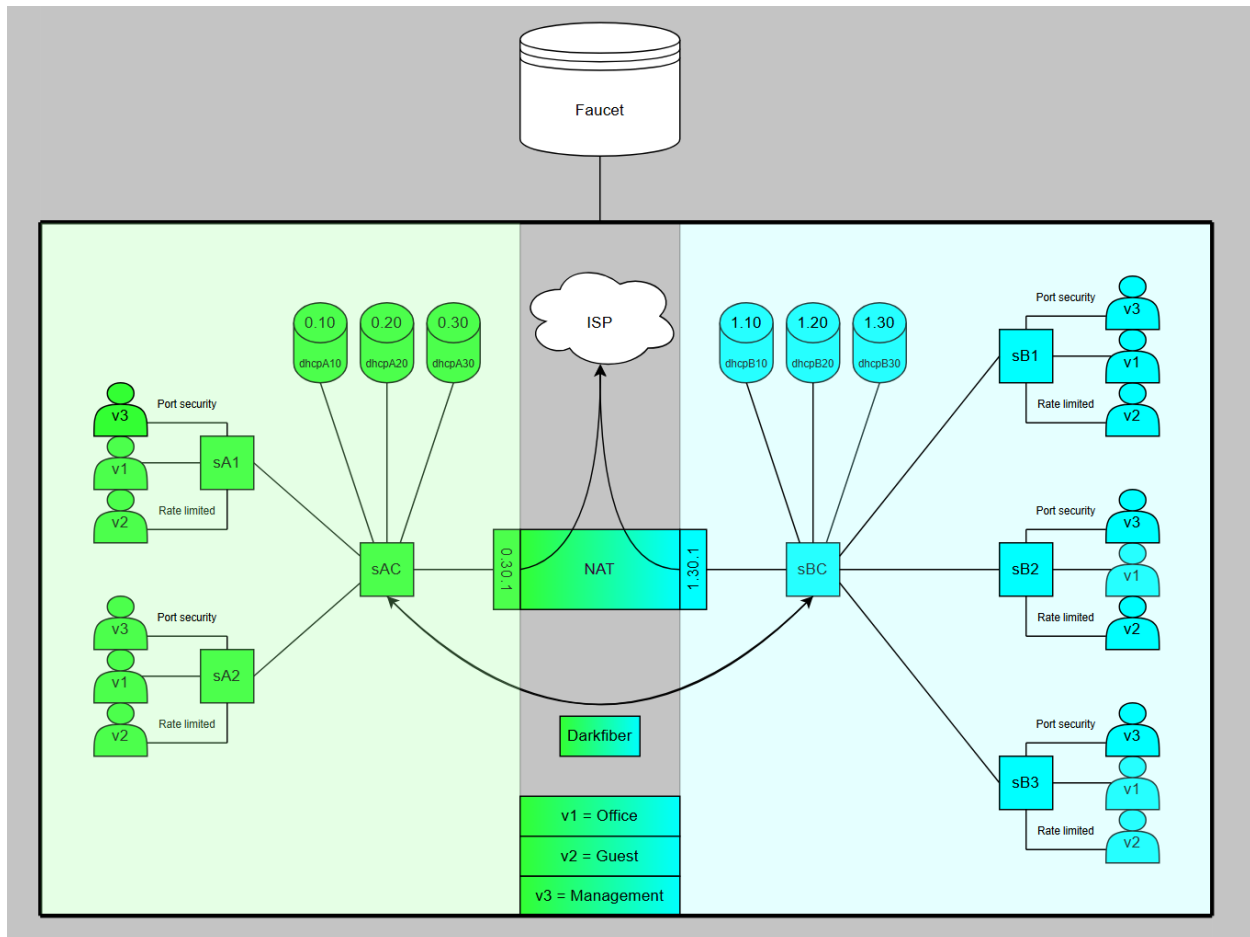 Faucet
ISP
0.10
dhcpA10
0.20
dhcpA20
0.30
dhcpA30
1.10
dhcpB10
1.20
dhcpB20
1.30
dhcpB30
v3
Port security
v1
sA1
v2
Rate limited
v3
Port security
v1
sA2
v2
Rate limited
sAC
0.30.1
NAT
1.30.1
sBC
Darkfiber
v1 = Office
v2 = Guest
v3 = Management
Port security
v3
sB1
v1
Rate limited
v2
Port security
v3
sB2
v1
Rate limited
v2
Port security
v3
sB3
v1
Rate limited
v2